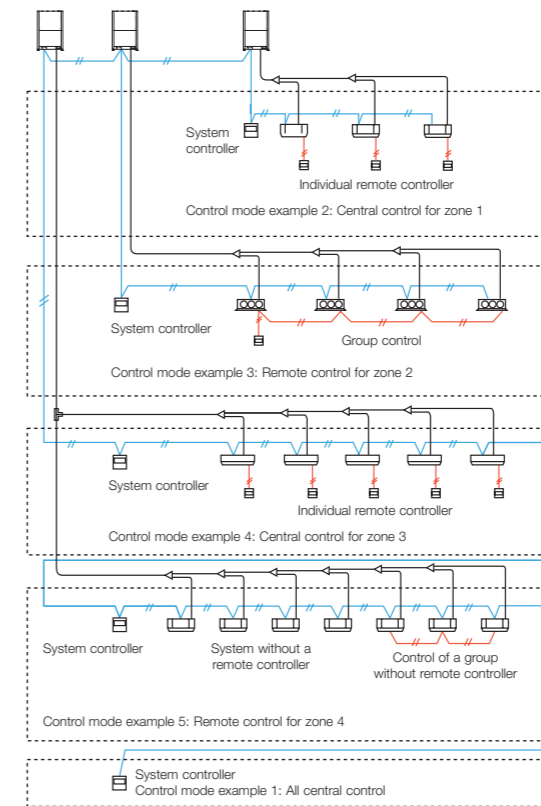 System
controller
Individual remote controller
Control mode example 2: Central control for zone 1
System controller
Group control
Control mode example 3: Remote control for zone 2
System controller
Individual remote controller
Control mode example 4: Central control for zone 3
System controller
System without a
remote controller
Control of a group
without remote controller
Control mode example 5: Remote control for zone 4
System controller
Control mode example 1: All central control